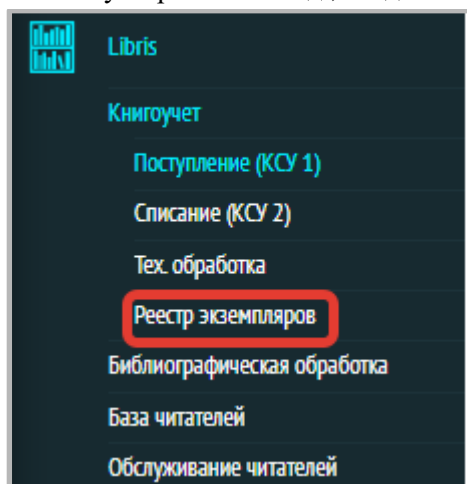 Libris
Книгоучет
Поступление (КСУ 1)
Списание (КСУ 2)
Тех. обработка
Реестр экземпляров
Библиографическая обработка
База читателей
Обслуживание читателей